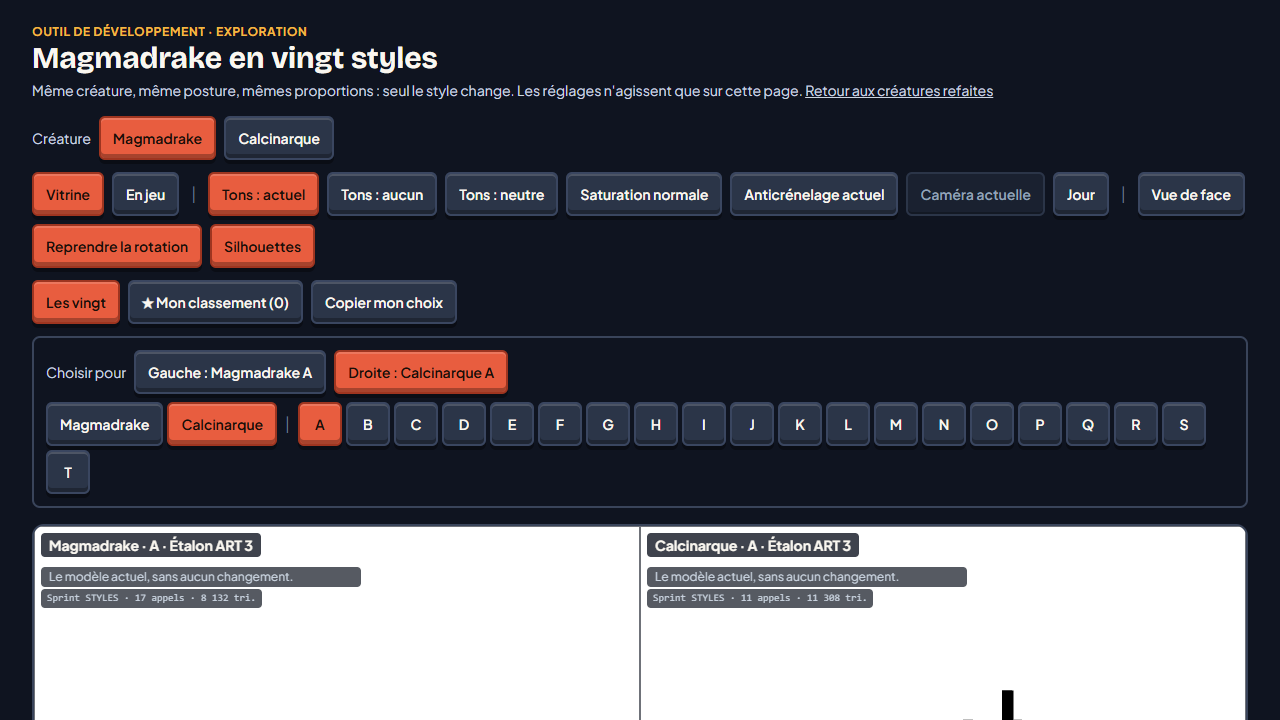 OUTIL DE DÉVELOPPEMENT · EXPLORATION
Magmadrake en vingt styles
Même créature, même posture, mêmes proportions : seul le style change. Les réglages n'agissent que sur cette page. Retour aux créatures refaites
Créature Magmadrake Calcinarque
Vitrine En jeu | Tons : actuel Tons : aucun Tons : neutre Saturation normale Anticrénelage actuel Caméra actuelle Jour | Vue de face
Reprendre la rotation Silhouettes
Les vingt ★ Mon classement (0) Copier mon choix
Choisir pour Gauche : Magmadrake A Droite : Calcinarque A
Magmadrake Calcinarque | A B C D E F G H I J K L M N O P Q R S
T
Magmadrake · A · Étalon ART 3 Calcinarque · A · Étalon ART 3
Le modèle actuel, sans aucun changement. Le modèle actuel, sans aucun changement.
Sprint STYLES · 17 appels · 8 132 tri. Sprint STYLES · 11 appels · 11 308 tri.